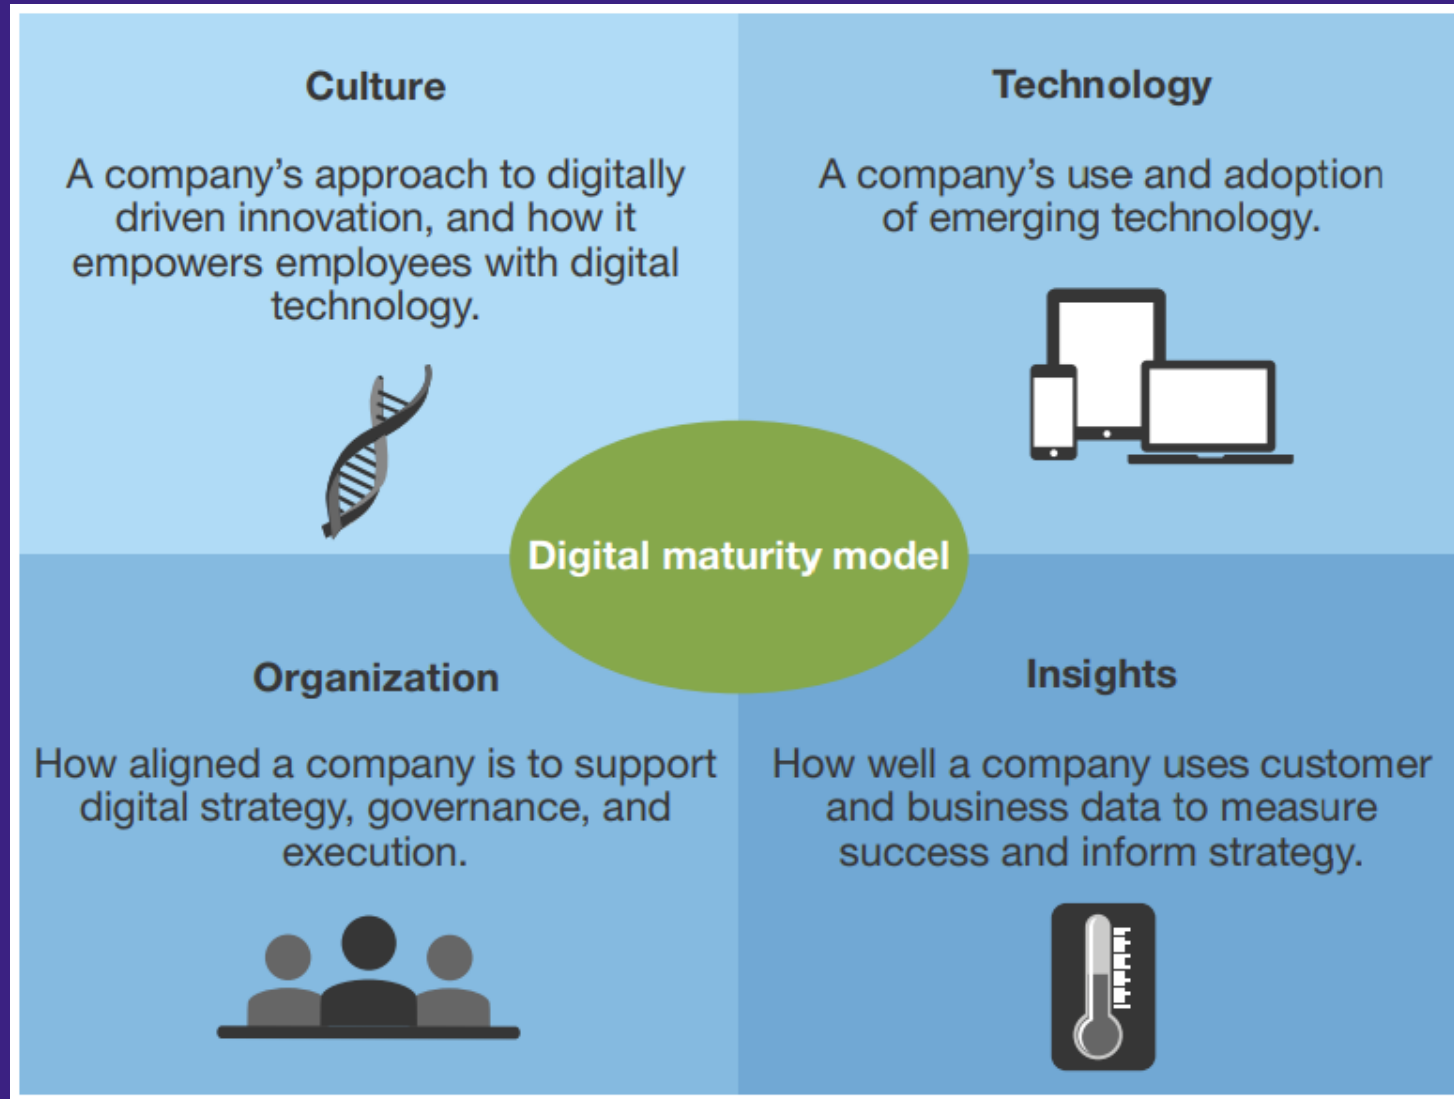 Culture
A company’s approach to digitally
driven innovation, and how it
empowers employees with digital
technology.
Technology
A company’s use and adoption
of emerging technology.
Digital maturity model
Organization
How aligned a company is to support
digital strategy, governance, and
execution.
Insights
How well a company uses customer
and business data to measure
success and inform strategy.